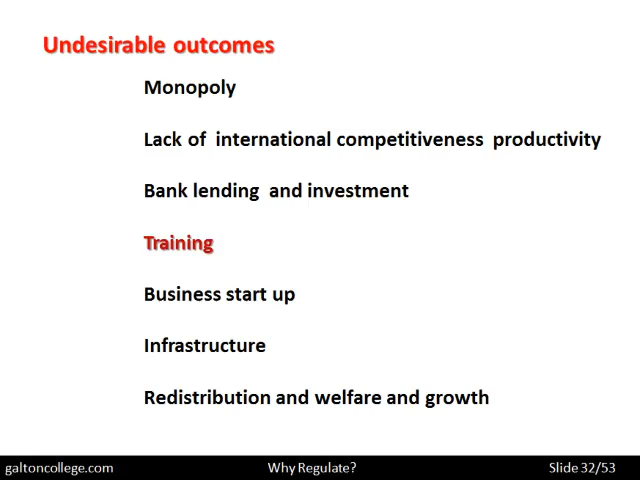 Undesirable outcomes
Monopoly
Lack of international competitiveness productivity
Bank lending and investment
Training
Business start up
Infrastructure
Redistribution and welfare and growth
galtoncollege.com Why Regulate? Slide 32/53